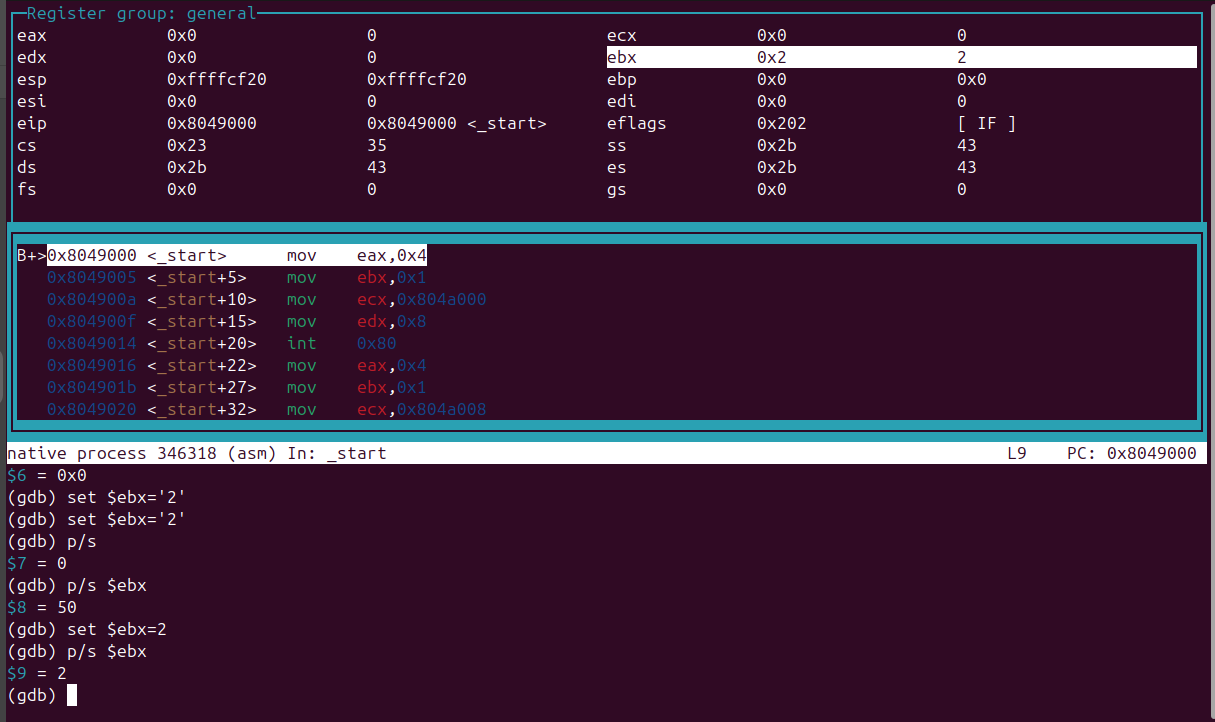 Register group: general
eax 0x0 0 ecx 0x0 0
edx 0x0 0 ebx 0x2 2
esp 0xffffcf20 0xffffcf20 ebp 0x0 0x0
esi 0x0 0 edi 0x0 0
eip 0x8049000 0x8049000 <_start> eflags 0x202 [ IF ]
cs 0x23 35 ss 0x2b 43
ds 0x2b 43 es 0x2b 43
fs 0x0 0 gs 0x0 0
B+>0x8049000 <_start> mov eax,0x4
0x8049005 <_start+5> mov ebx,0x1
0x804900a <_start+10> mov ecx,0x804a000
0x804900f <_start+15> mov edx,0x8
0x8049014 <_start+20> int 0x80
0x8049016 <_start+22> mov eax,0x4
0x804901b <_start+27> mov ebx,0x1
0x8049020 <_start+32> mov ecx,0x804a008
native process 346318 (asm) In: _start L9 PC: 0x8049000
$6 = 0x0
(gdb) set $ebx='2'
(gdb) set $ebx='2'
(gdb) p/s
$7 = 0
(gdb) p/s $ebx
$8 = 50
(gdb) set $ebx=2
(gdb) p/s $ebx
$9 = 2
(gdb)